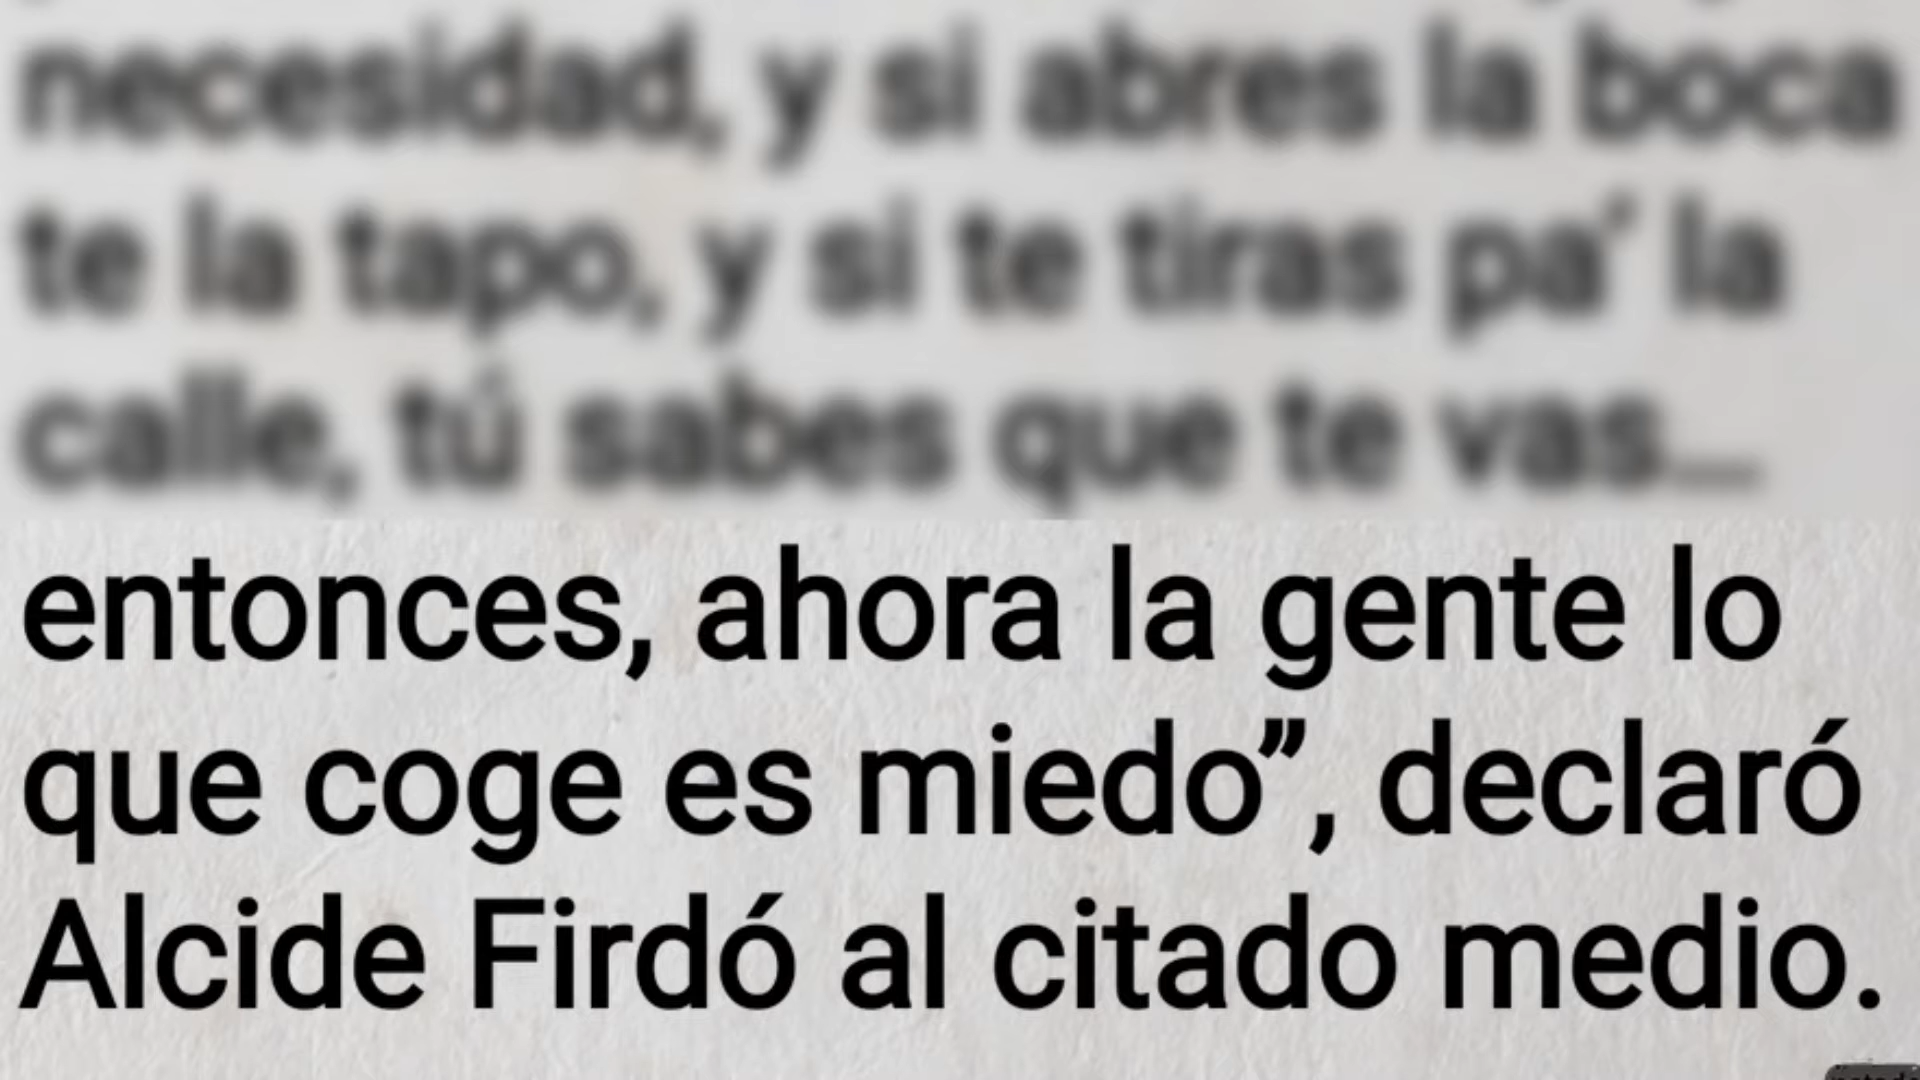 necesidad, y si abres la boca
te la tapo, y si te tiras pa’ la
calle, tú sabes que te vas...
entonces, ahora la gente lo
que coge es miedo”, declaró
Alcide Firdó al citado medio.